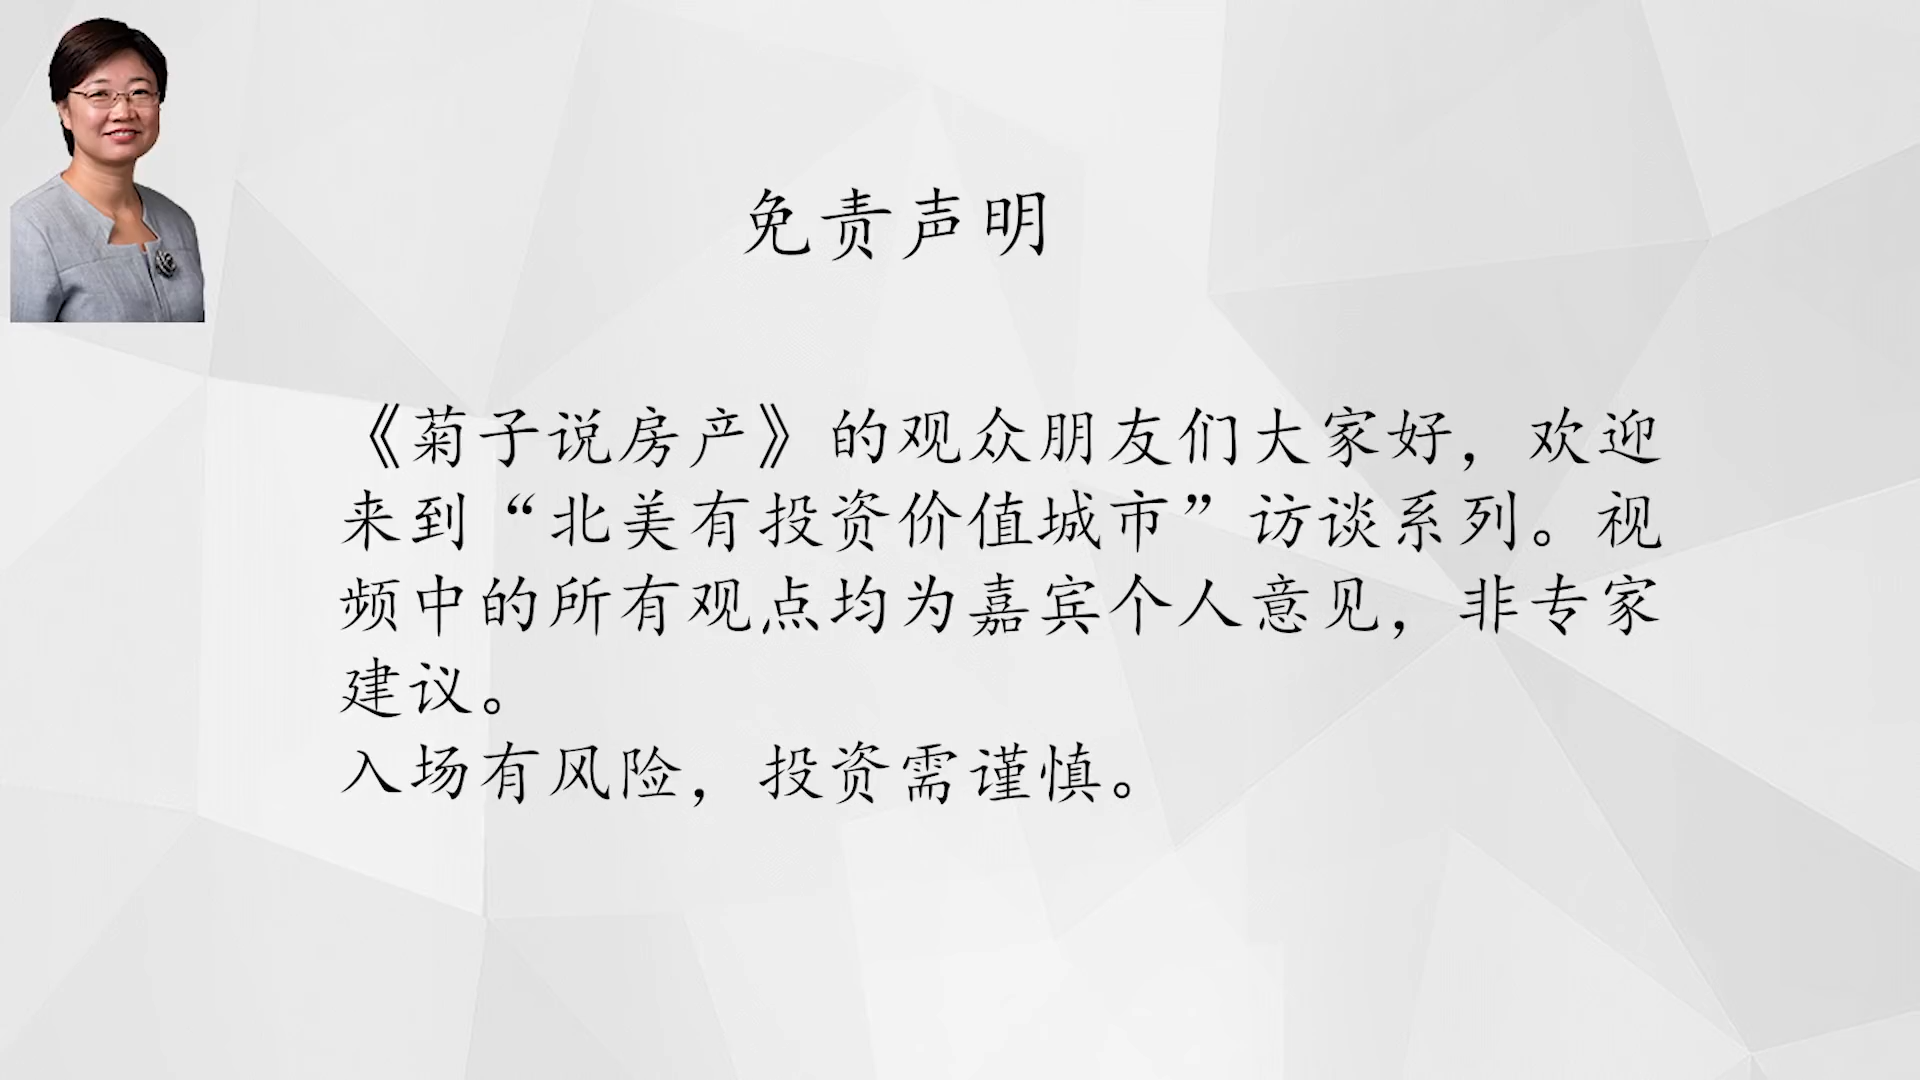 免责声明
《菊子说房产》的观众朋友们大家好，欢迎
来到“北美有投资价值城市”访谈系列。视
频中的所有观点均为嘉宾个人意见，非专家
建议。
入场有风险，投资需谨慎。